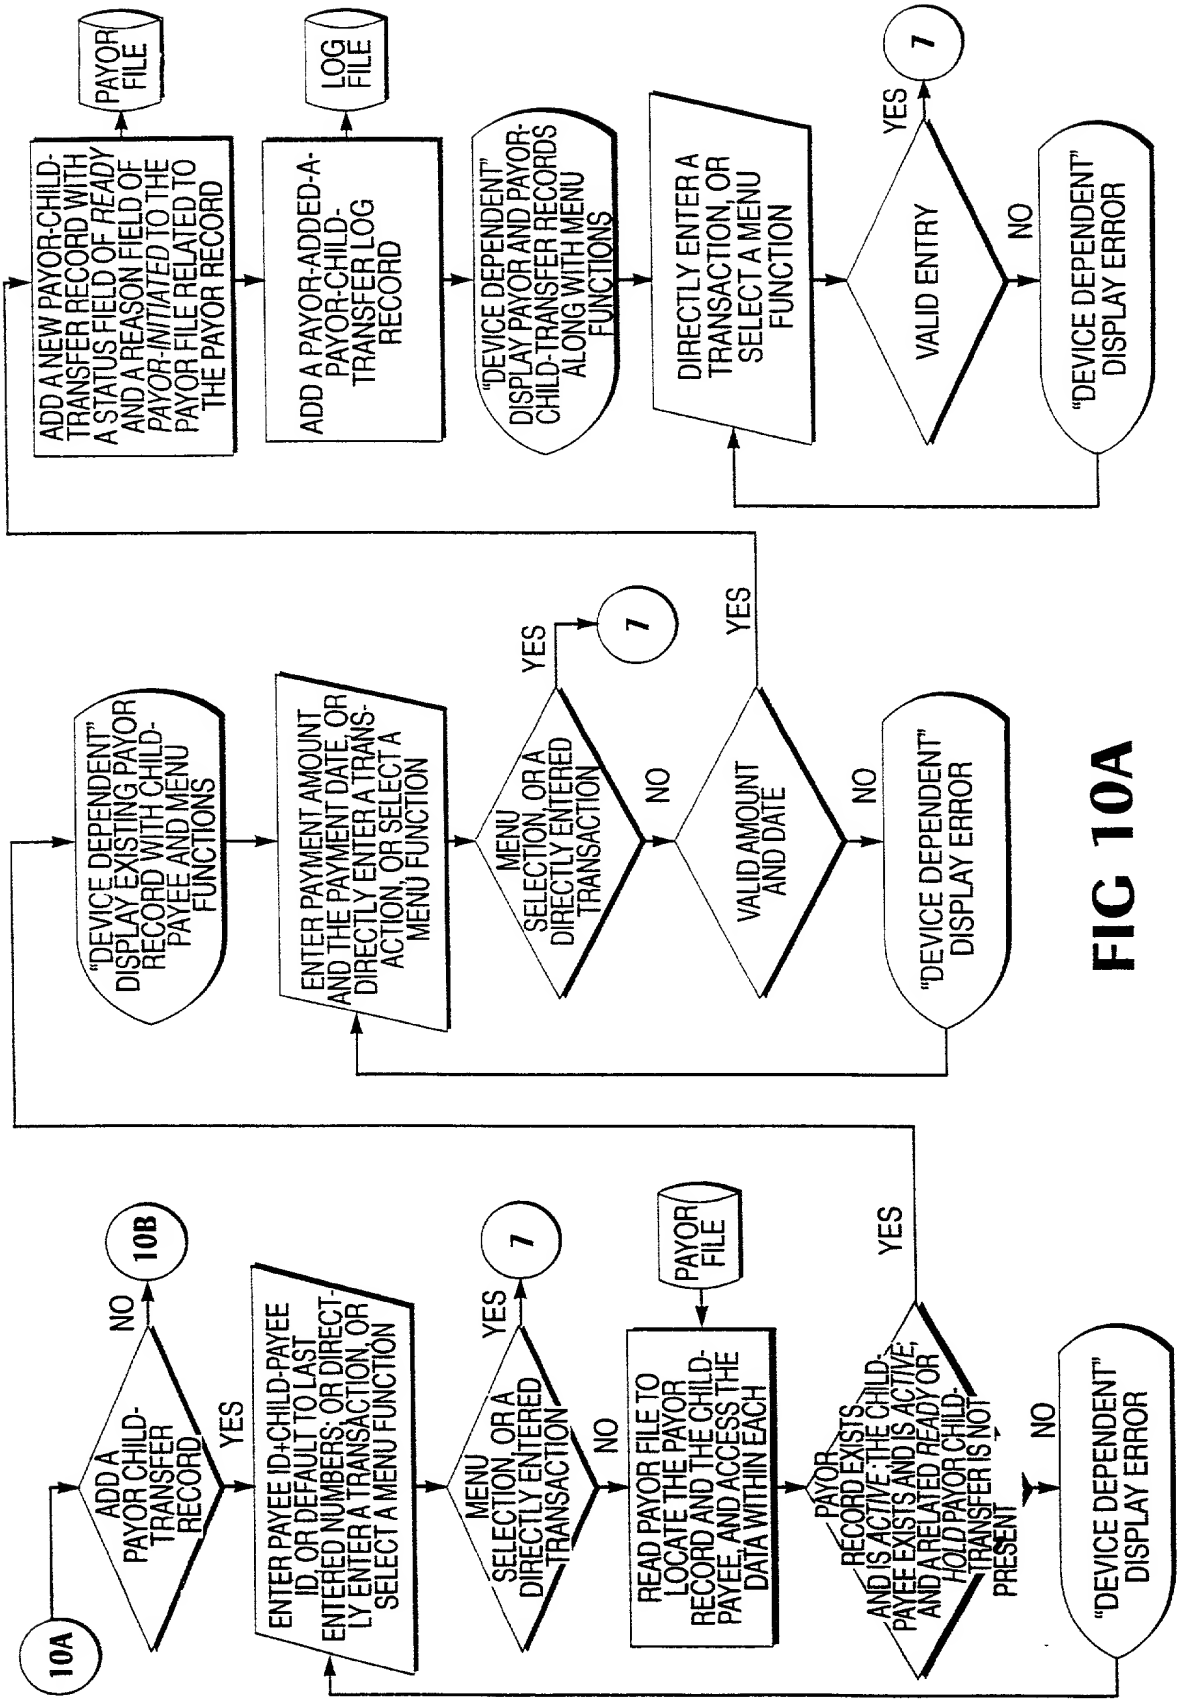 10A
ADD A
PAYOR CHILD-
TRANSFER
RECORD
NO
10B
YES
ENTER PAYEE ID+CHILD-PAYEE
ID, OR DEFAULT TO LAST
ENTERED NUMBERS; OR DIRECT-
LY ENTER A TRANSACTION, OR
SELECT A MENU FUNCTION
MENU
SELECTION, OR A
DIRECTLY ENTERED
TRANSACTION
YES
7
NO
READ PAYOR FILE TO
LOCATE THE PAYOR
RECORD AND THE CHILD-
PAYEE, AND ACCESS THE
DATA WITHIN EACH
PAYOR
FILE
PAYOR
RECORD EXISTS
AND IS ACTIVE;THE CHILD-
PAYEE EXISTS AND IS ACTIVE;
AND A RELATED READY OR
HOLD PAYOR CHILD-
TRANSFER IS NOT
PRESENT
YES
NO
"DEVICE DEPENDENT"
DISPLAY ERROR
"DEVICE DEPENDENT"
DISPLAY EXISTING PAYOR
RECORD WITH CHILD-
PAYEE AND MENU
FUNCTIONS
ENTER PAYMENT AMOUNT
AND THE PAYMENT DATE, OR
DIRECTLY ENTER A TRANS-
ACTION, OR SELECT A
MENU FUNCTION
MENU
SELECTION, OR A
DIRECTLY ENTERED
TRANSACTION
YES
7
NO
VALID AMOUNT
AND DATE
YES
NO
"DEVICE DEPENDENT"
DISPLAY ERROR
ADD A NEW PAYOR-CHILD-
TRANSFER RECORD WITH
A STATUS FIELD OF READY
AND A REASON FIELD OF
PAYOR-INITIATED TO THE
PAYOR FILE RELATED TO
THE PAYOR RECORD
PAYOR
FILE
ADD A PAYOR-ADDED-A-
PAYOR-CHILD-
TRANSFER LOG
RECORD
LOG
FILE
"DEVICE DEPENDENT"
DISPLAY PAYOR AND PAYOR-
CHILD-TRANSFER RECORDS
ALONG WITH MENU
FUNCTIONS
DIRECTLY ENTER A
TRANSACTION, OR
SELECT A MENU
FUNCTION
VALID ENTRY
YES
7
NO
"DEVICE DEPENDENT"
DISPLAY ERROR
FIG 10A